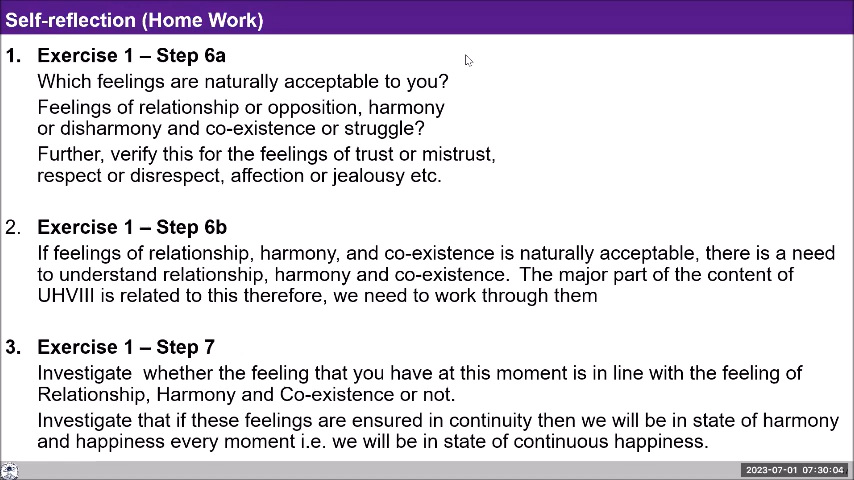 Self-reflection (Home Work)
1. Exercise 1 – Step 6a
Which feelings are naturally acceptable to you?
Feelings of relationship or opposition, harmony
or disharmony and co-existence or struggle?
Further, verify this for the feelings of trust or mistrust,
respect or disrespect, affection or jealousy etc.
2. Exercise 1 – Step 6b
If feelings of relationship, harmony, and co-existence is naturally acceptable, there is a need
to understand relationship, harmony and co-existence. The major part of the content of
UHVIII is related to this therefore, we need to work through them
3. Exercise 1 – Step 7
Investigate whether the feeling that you have at this moment is in line with the feeling of
Relationship, Harmony and Co-existence or not.
Investigate that if these feelings are ensured in continuity then we will be in state of harmony
and happiness every moment i.e. we will be in state of continuous happiness.
2023-07-01 07:30:04